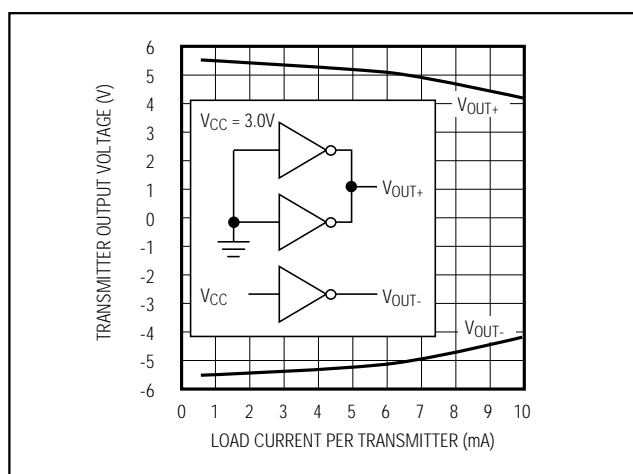 TRANSMITTER OUTPUT VOLTAGE (V)
6
5
4
3
2
1
0
-1
-2
-3
-4
-5
-6
VCC = 3.0V
VOUT+
VOUT+
VCC
VOUT-
VOUT-
0 1 2 3 4 5 6 7 8 9 10
LOAD CURRENT PER TRANSMITTER (mA)